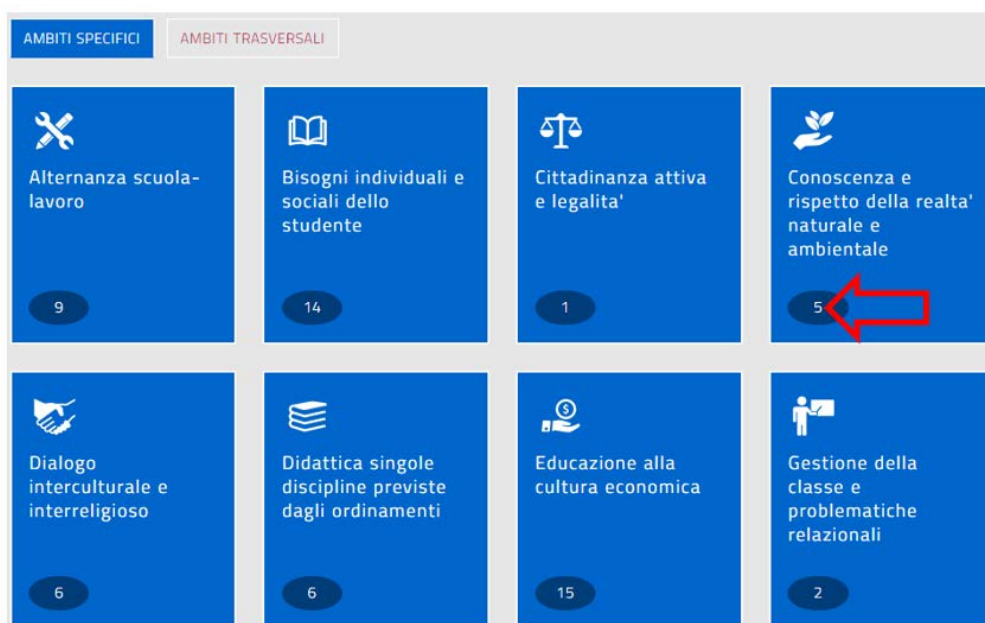 AMBITI SPECIFICI
AMBITI TRASVERSALI
Alternanza scuola-
lavoro
9
Bisogni individuali e
sociali dello
studente
14
Cittadinanza attiva
e legalita'
1
Conoscenza e
rispetto della realta'
naturale e
ambientale
5
Dialogo
interculturale e
interreligioso
6
Didattica singole
discipline previste
dagli ordinamenti
6
Educazione alla
cultura economica
15
Gestione della
classe e
problematiche
relazionali
2